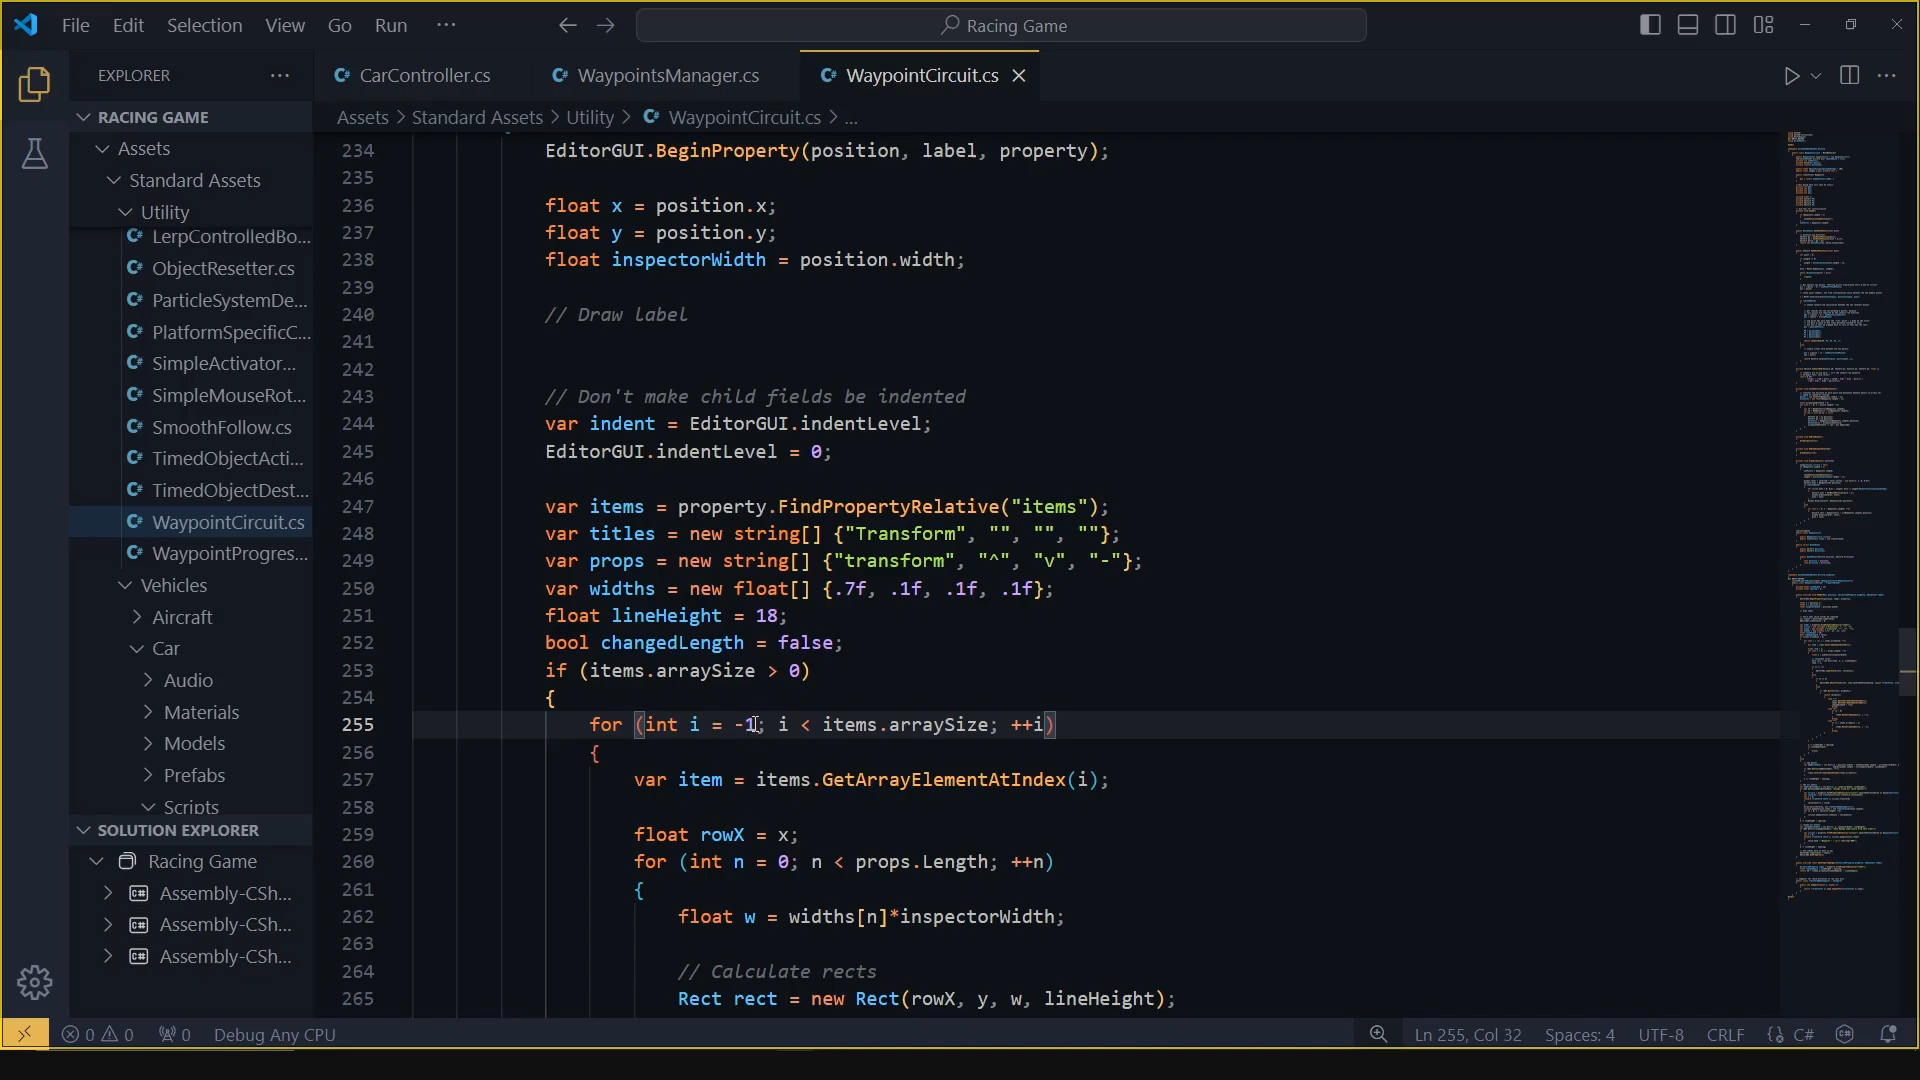 File Edit Selection View Go Run ...
Racing Game
EXPLORER
RACING GAME
Assets
Standard Assets
Utility
C# LerpControlledBo...
C# ObjectResetter.cs
C# ParticleSystemDe...
C# PlatformSpecificC...
C# SimpleActivator...
C# SimpleMouseRot...
C# SmoothFollow.cs
C# TimedObjectActi...
C# TimedObjectDest...
C# WaypointCircuit.cs
C# WaypointProgres...
Vehicles
Aircraft
Car
Audio
Materials
Models
Prefabs
Scripts
SOLUTION EXPLORER
Racing Game
Assembly-CSh...
Assembly-CSh...
Assembly-CSh...
C# CarController.cs C# WaypointsManager.cs C# WaypointCircuit.cs
Assets > Standard Assets > Utility > C# WaypointCircuit.cs > ...
234 EditorGUI.BeginProperty(position, label, property);
235
236 float x = position.x;
237 float y = position.y;
238 float inspectorWidth = position.width;
239
240 // Draw label
241
242
243 // Don't make child fields be indented
244 var indent = EditorGUI.indentLevel;
245 EditorGUI.indentLevel = 0;
246
247 var items = property.FindPropertyRelative("items");
248 var titles = new string[] {"Transform", "", "", ""};
249 var props = new string[] {"transform", "^", "v", "-"};
250 var widths = new float[] {.7f, .1f, .1f, .1f};
251 float lineHeight = 18;
252 bool changedLength = false;
253 if (items.arraySize > 0)
254 {
255 for (int i = -1; i < items.arraySize; ++i)
256 {
257 var item = items.GetArrayElementAtIndex(i);
258
259 float rowX = x;
260 for (int n = 0; n < props.Length; ++n)
261 {
262 float w = widths[n]*inspectorWidth;
263
264 // Calculate rects
265 Rect rect = new Rect(rowX, y, w, lineHeight);
0 0 0 Debug Any CPU Ln 255, Col 32 Spaces: 4 UTF-8 CRLF C#